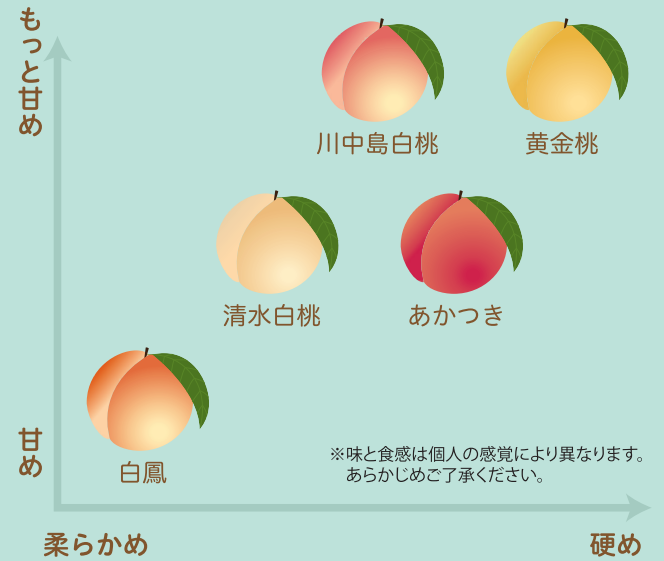 もっと甘め
川中島白桃
黄金桃
清水白桃
あかつき
白鳳
甘め
※味と食感は個人の感覚により異なります。
あらかじめご了承ください。
柔らかめ
硬め